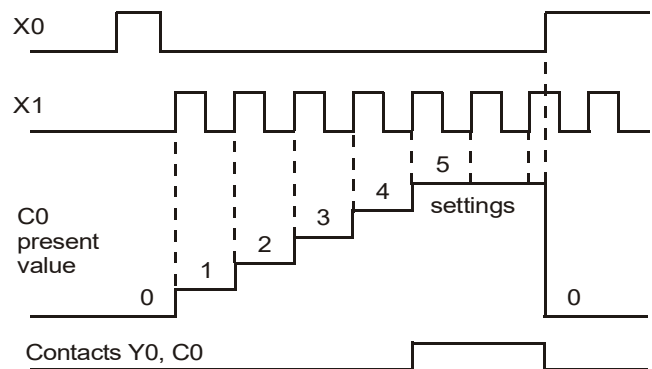 X0
X1
5
4
settings
3
C0
present
value
2
1
0
0
Contacts Y0, C0